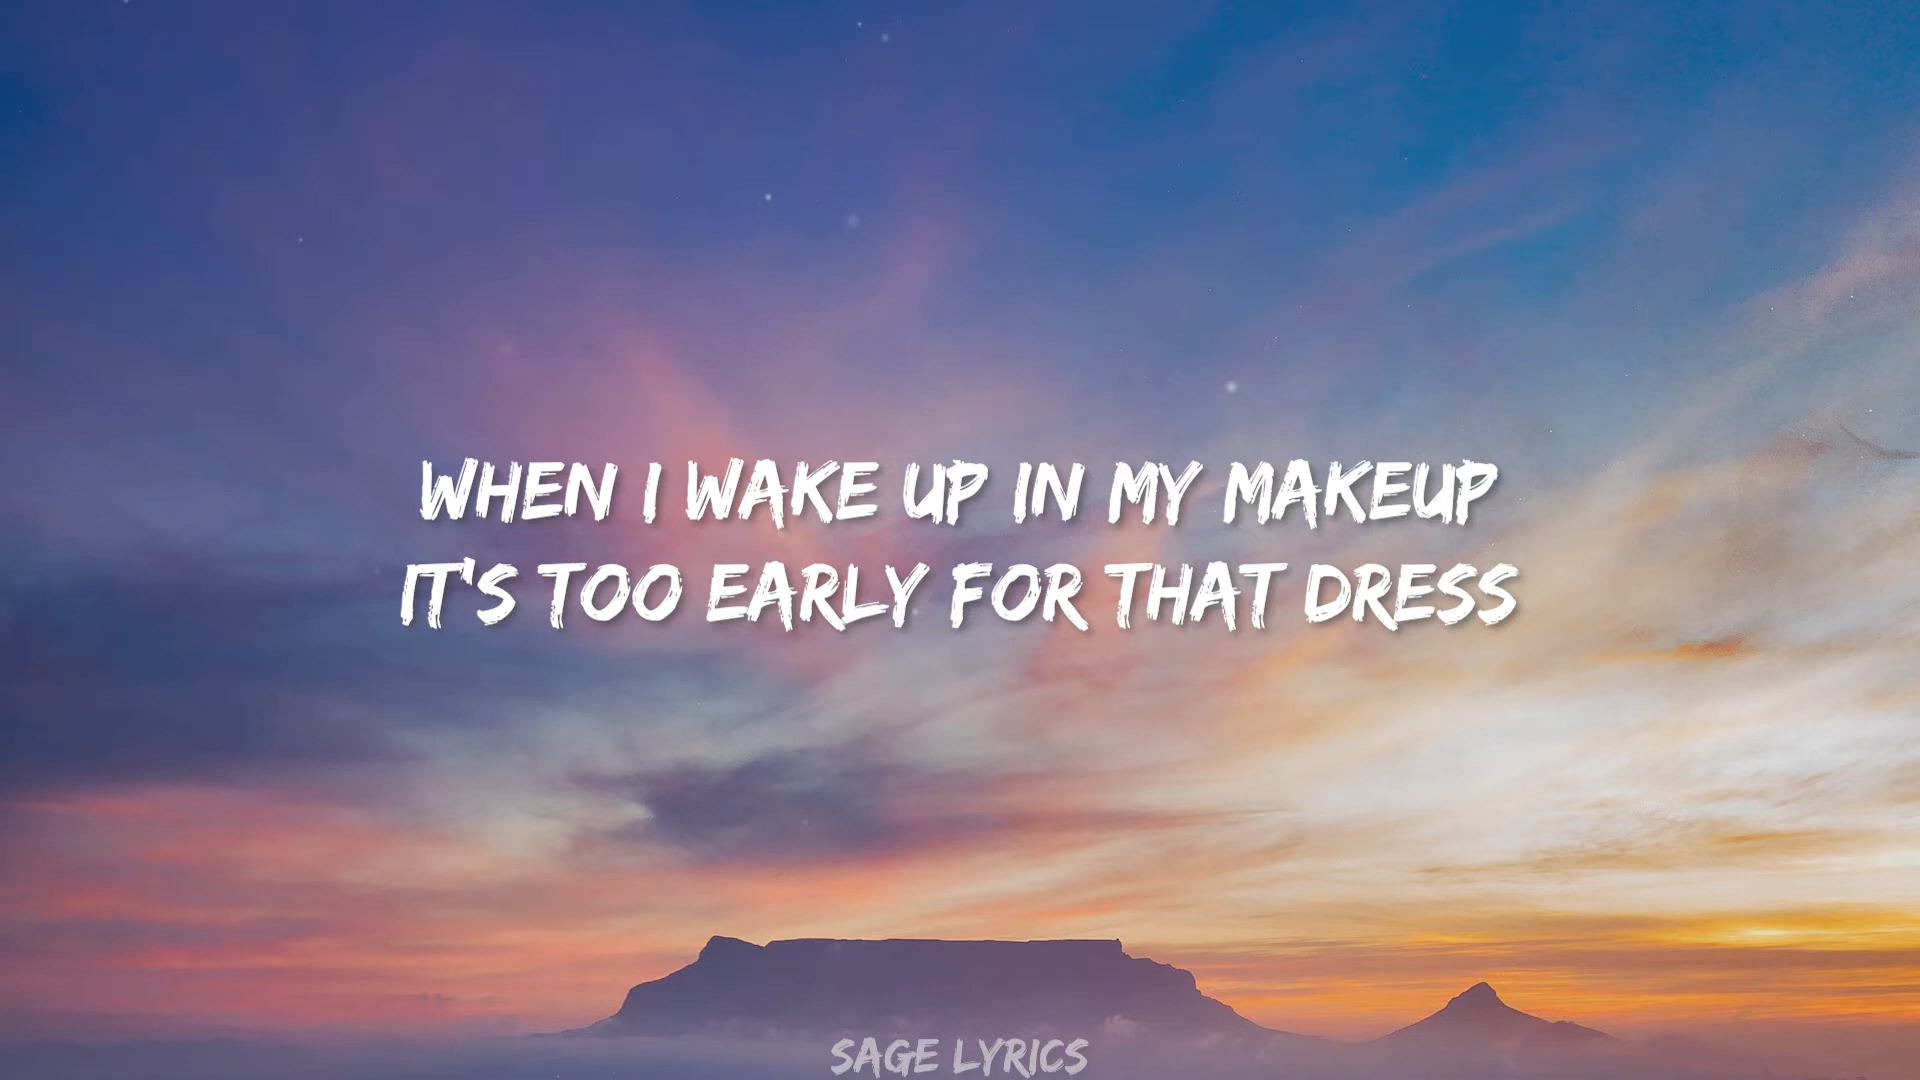 WHEN I WAKE UP IN MY MAKEUP
IT'S TOO EARLY FOR THAT DRESS
SAGE LYRICS